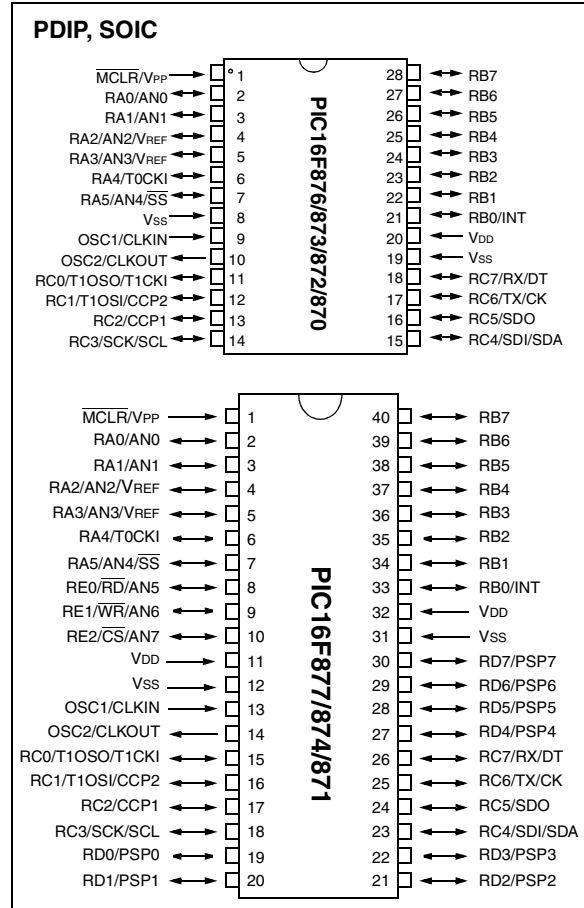 PDIP, SOIC
MCLR/VPP 1 28 RB7
RA0/AN0 2 27 RB6
RA1/AN1 3 26 RB5
RA2/AN2/VREF 4 25 RB4
RA3/AN3/VREF 5 24 RB3
RA4/T0CKI 6 23 RB2
RA5/AN4/SS 7 22 RB1
VSS 8 21 RB0/INT
OSC1/CLKIN 9 20 VDD
OSC2/CLKOUT 10 19 VSS
RC0/T1OSO/T1CKI 11 18 RC7/RX/DT
RC1/T1OSI/CCP2 12 17 RC6/TX/CK
RC2/CCP1 13 16 RC5/SDO
RC3/SCK/SCL 14 15 RC4/SDI/SDA
PIC16F876/873/872/870
MCLR/VPP 1 40 RB7
RA0/AN0 2 39 RB6
RA1/AN1 3 38 RB5
RA2/AN2/VREF 4 37 RB4
RA3/AN3/VREF 5 36 RB3
RA4/T0CKI 6 35 RB2
RA5/AN4/SS 7 34 RB1
RE0/RD/AN5 8 33 RB0/INT
RE1/WR/AN6 9 32 VDD
RE2/CS/AN7 10 31 VSS
VDD 11 30 RD7/PSP7
VSS 12 29 RD6/PSP6
OSC1/CLKIN 13 28 RD5/PSP5
OSC2/CLKOUT 14 27 RD4/PSP4
RC0/T1OSO/T1CKI 15 26 RC7/RX/DT
RC1/T1OSI/CCP2 16 25 RC6/TX/CK
RC2/CCP1 17 24 RC5/SDO
RC3/SCK/SCL 18 23 RC4/SDI/SDA
RD0/PSP0 19 22 RD3/PSP3
RD1/PSP1 20 21 RD2/PSP2
PIC16F877/874/871